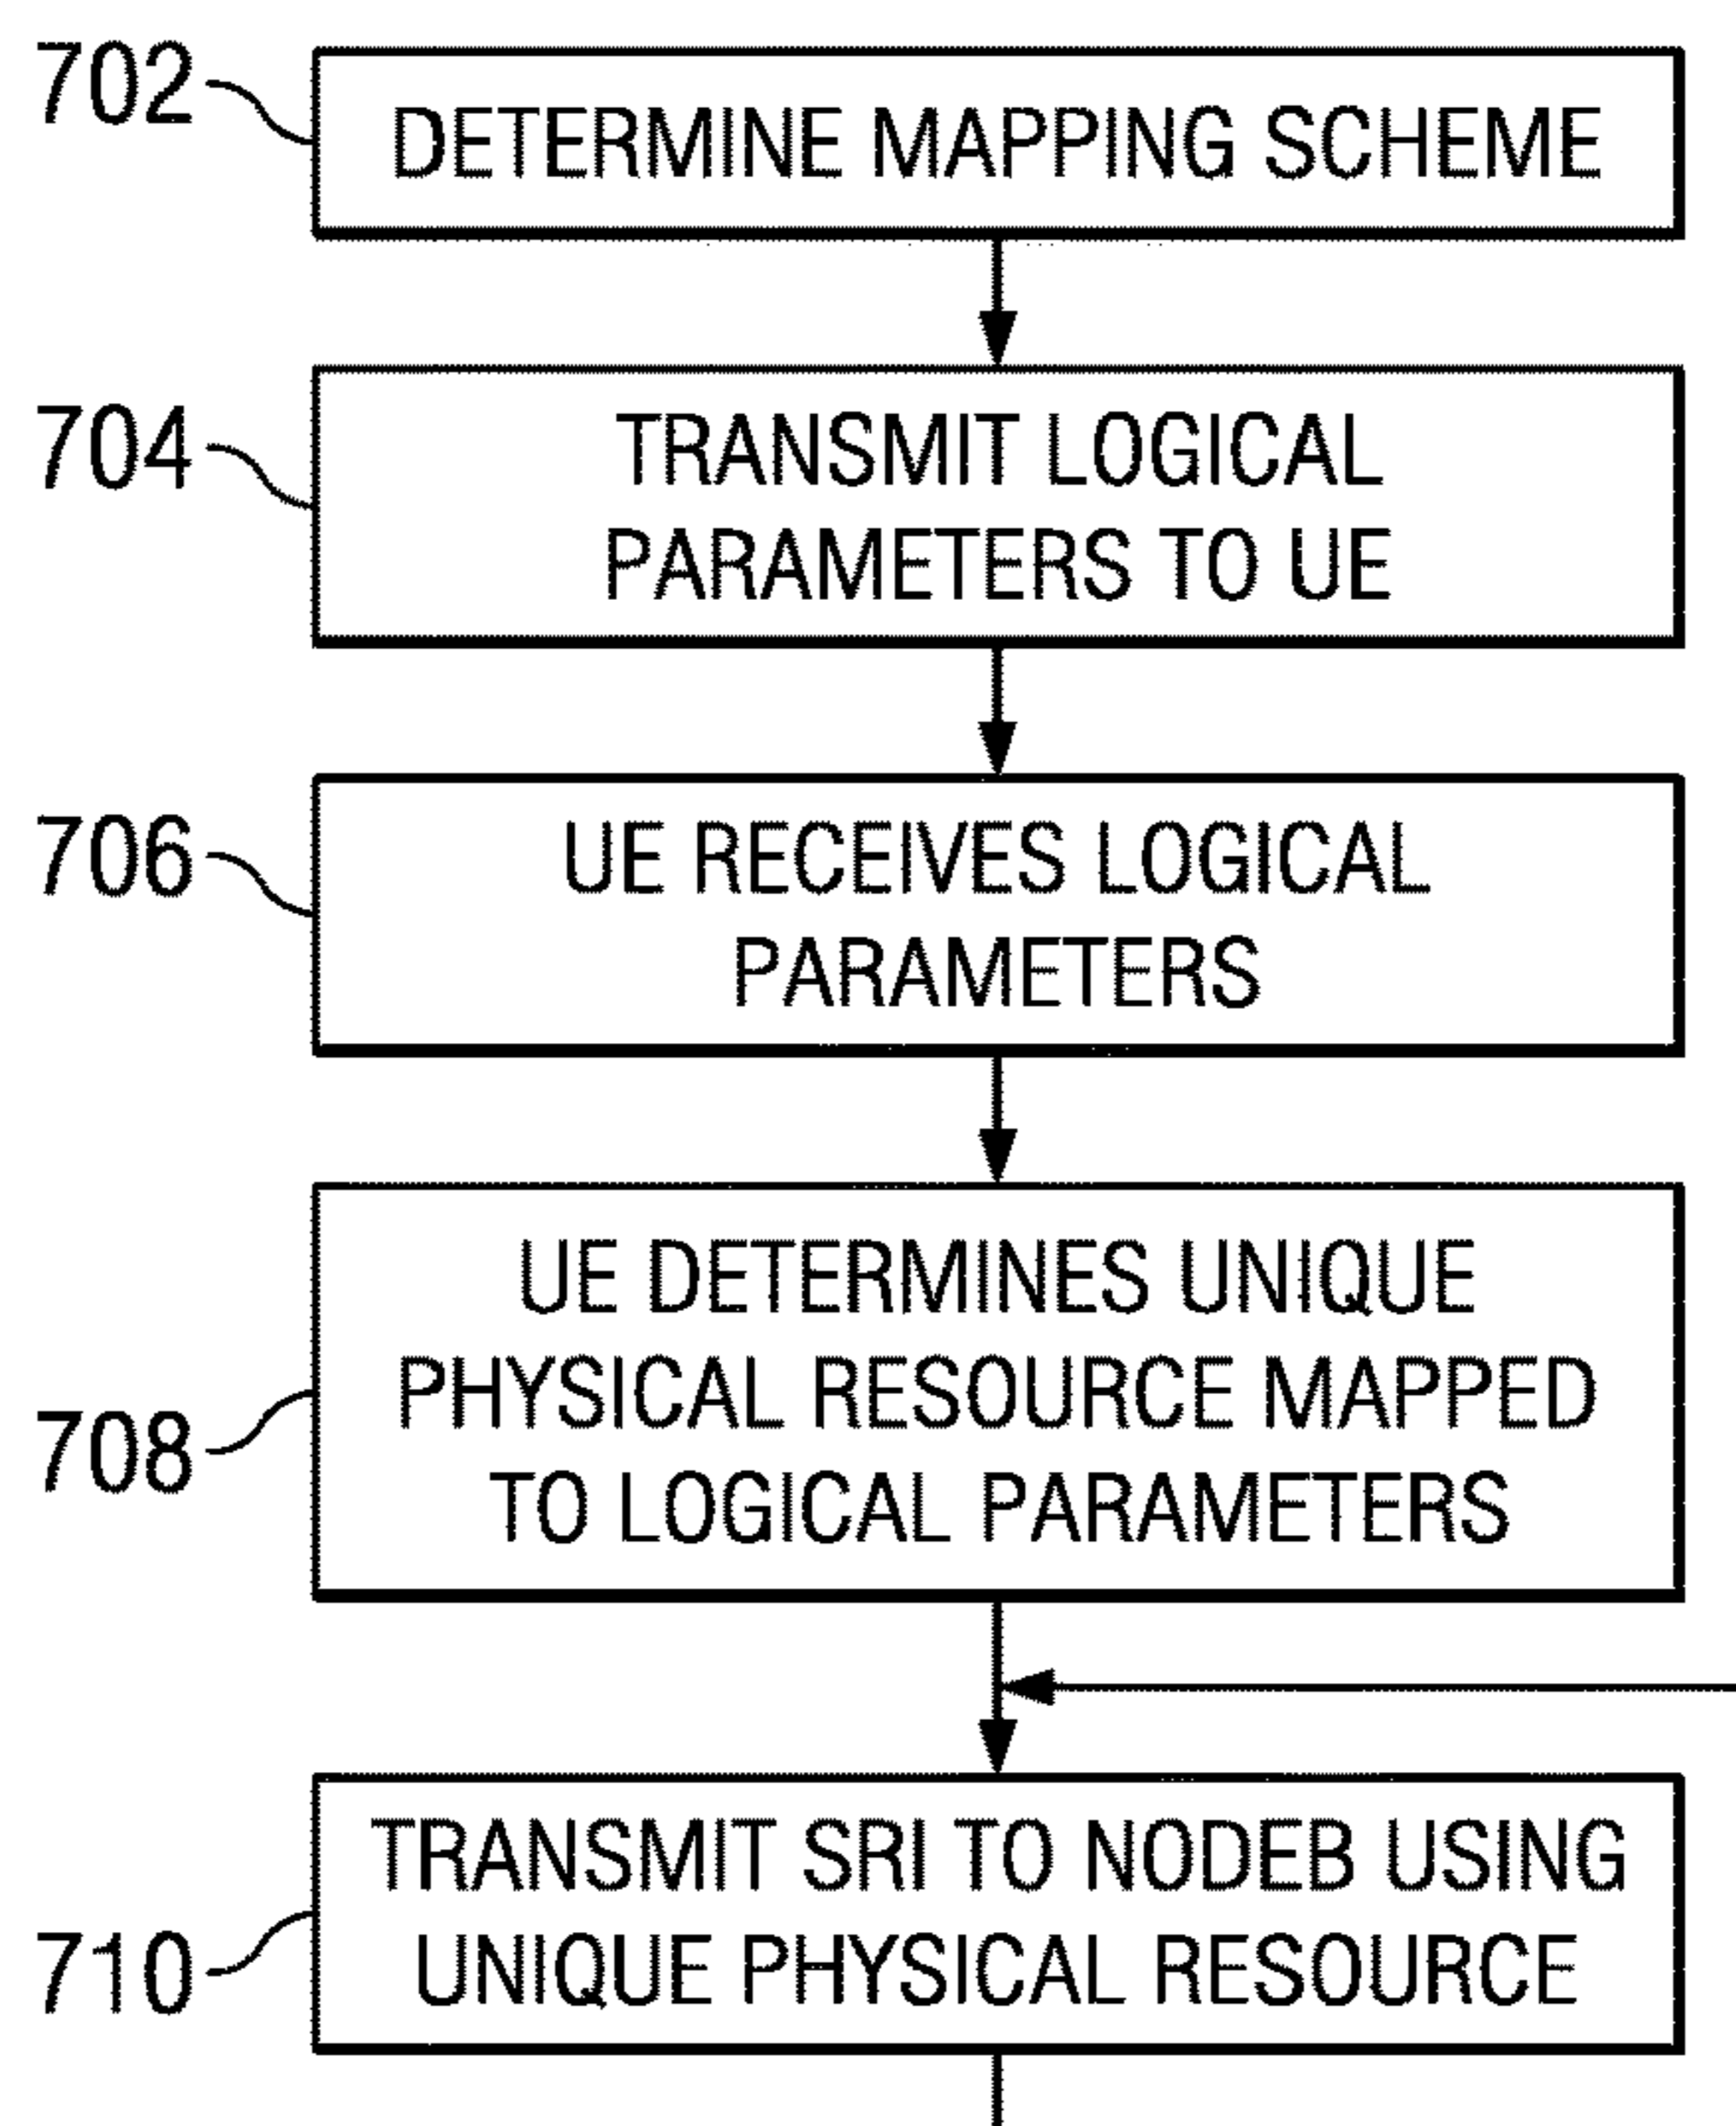 702
DETERMINE MAPPING SCHEME
704
TRANSMIT LOGICAL
PARAMETERS TO UE
706
UE RECEIVES LOGICAL
PARAMETERS
708
UE DETERMINES UNIQUE
PHYSICAL RESOURCE MAPPED
TO LOGICAL PARAMETERS
710
TRANSMIT SRI TO NODEB USING
UNIQUE PHYSICAL RESOURCE